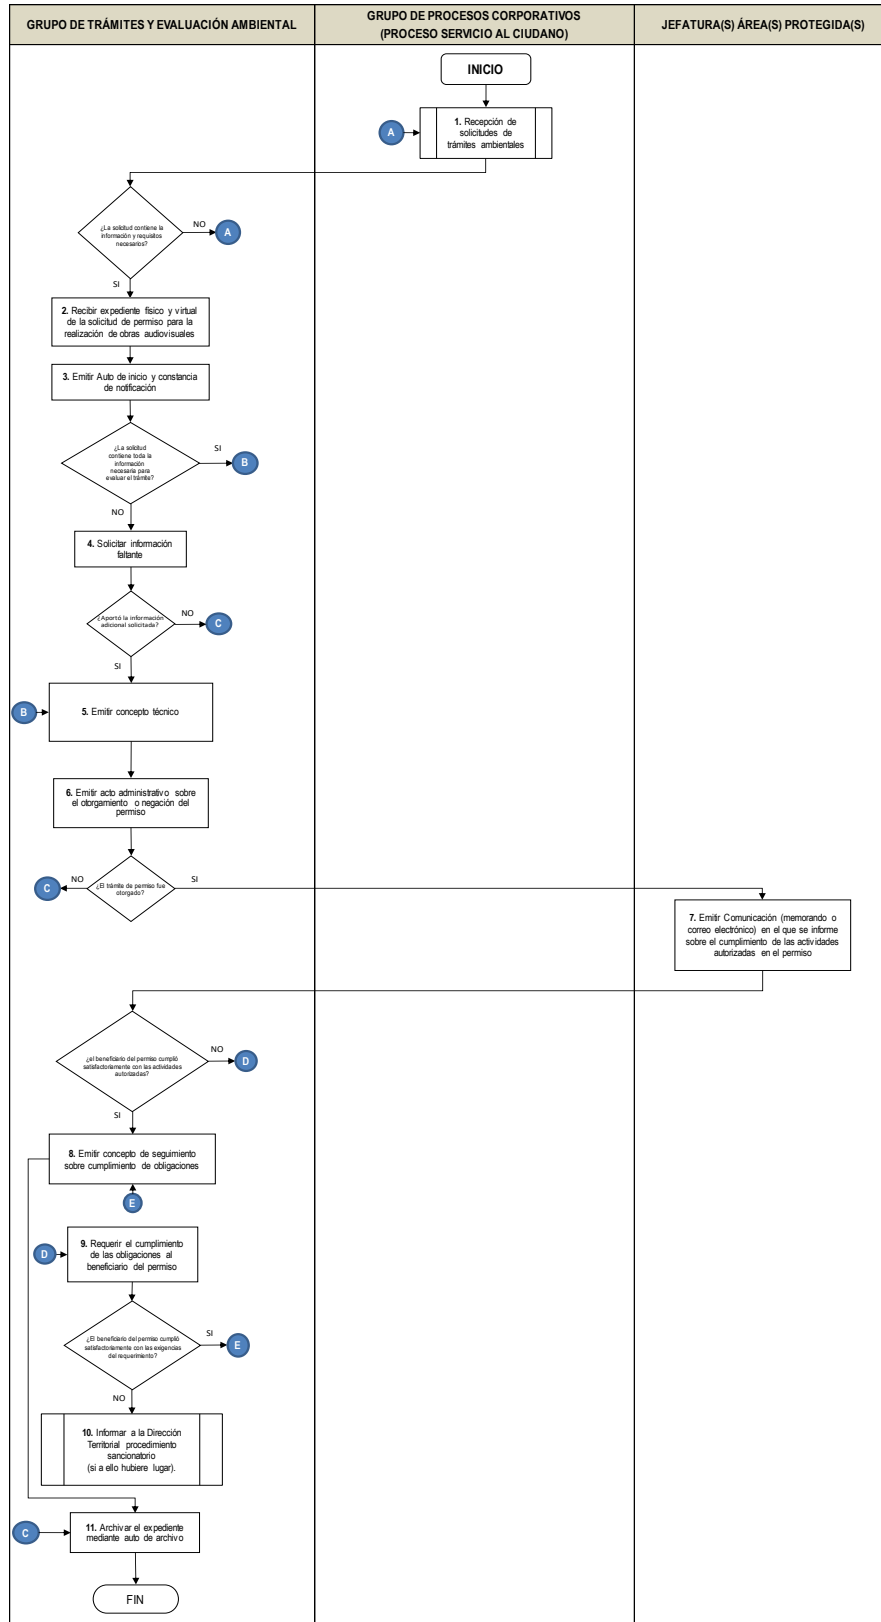 GRUPO DE TRÁMITES Y EVALUACIÓN AMBIENTAL
GRUPO DE PROCESOS CORPORATIVOS
(PROCESO SERVICIO AL CIUDANO)
JEFATURA(S) ÁREA(S) PROTEGIDA(S)
INICIO
A
1. Recepción de
solicitudes de
trámites ambientales
¿La solicitud contiene la
información y requisitos
necesarios?
NO
A
SI
2. Recibir expediente físico y virtual
de la solicitud de permiso para la
realización de obras audiovisuales
3. Emitir Auto de inicio y constancia
de notificación
¿La solicitud
contiene toda la
información
necesaria para
evaluar el trámite?
SI
B
NO
4. Solicitar información
faltante
¿Aportó la información
adicional solicitada?
NO
C
SI
B
5. Emitir concepto técnico
6. Emitir acto administrativo sobre
el otorgamiento o negación del
permiso
C
NO
¿El trámite de permiso fue
otorgado?
SI
7. Emitir Comunicación (memorando o
correo electrónico) en el que se informe
sobre el cumplimiento de las actividades
autorizadas en el permiso
¿el beneficiario del permiso cumplió
satisfactoriamente con las actividades
autorizadas?
NO
D
SI
8. Emitir concepto de seguimiento
sobre cumplimiento de obligaciones
E
D
9. Requerir el cumplimiento
de las obligaciones al
beneficiario del permiso
¿El beneficiario del permiso cumplió
satisfactoriamente con las exigencias
del requerimiento?
SI
E
NO
10. Informar a la Dirección
Territorial procedimiento
sancionatorio
(si a ello hubiere lugar).
C
11. Archivar el expediente
mediante auto de archivo
FIN